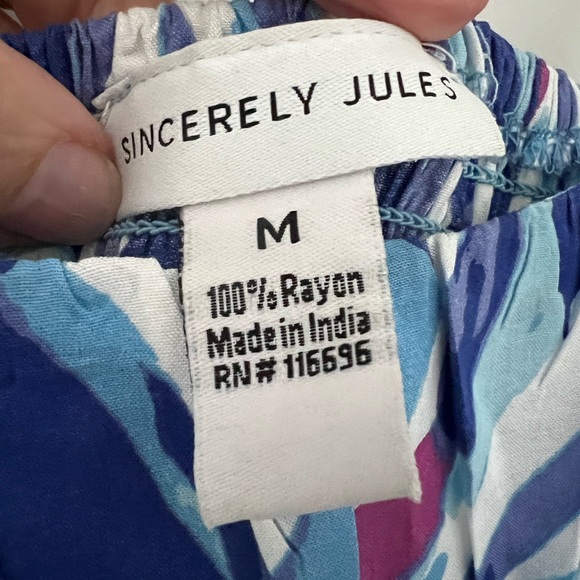 SINCERELY JULES
M
100% Rayon
Made in India
RN# 116696